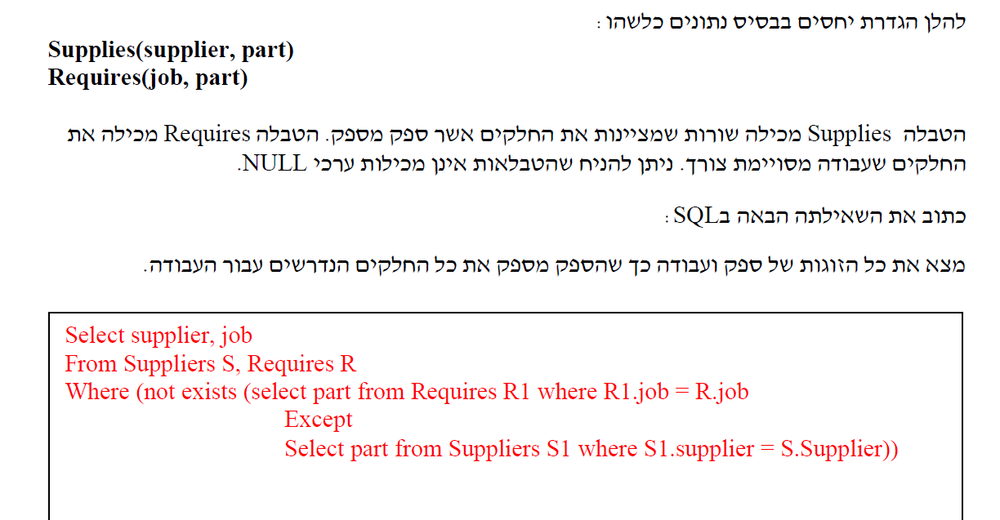 להלן הגדרת יחסים בבסיס נתונים כלשהו:
Supplies(supplier, part)
Requires(job, part)
הטבלה Supplies מכילה שורות שמציינות את החלקים אשר ספק מספק. הטבלה Requires מכילה את
החלקים שעבודה מסויימת צורך. ניתן להניח שהטבלאות אינן מכילות ערכי NULL.
כתוב את השאילתה הבאה בSQL:
מצא את כל הזוגות של ספק ועבודה כך שהספק מספק את כל החלקים הנדרשים עבור העבודה.
Select supplier, job
From Suppliers S, Requires R
Where (not exists (select part from Requires R1 where R1.job = R.job
Except
Select part from Suppliers S1 where S1.supplier = S.Supplier))